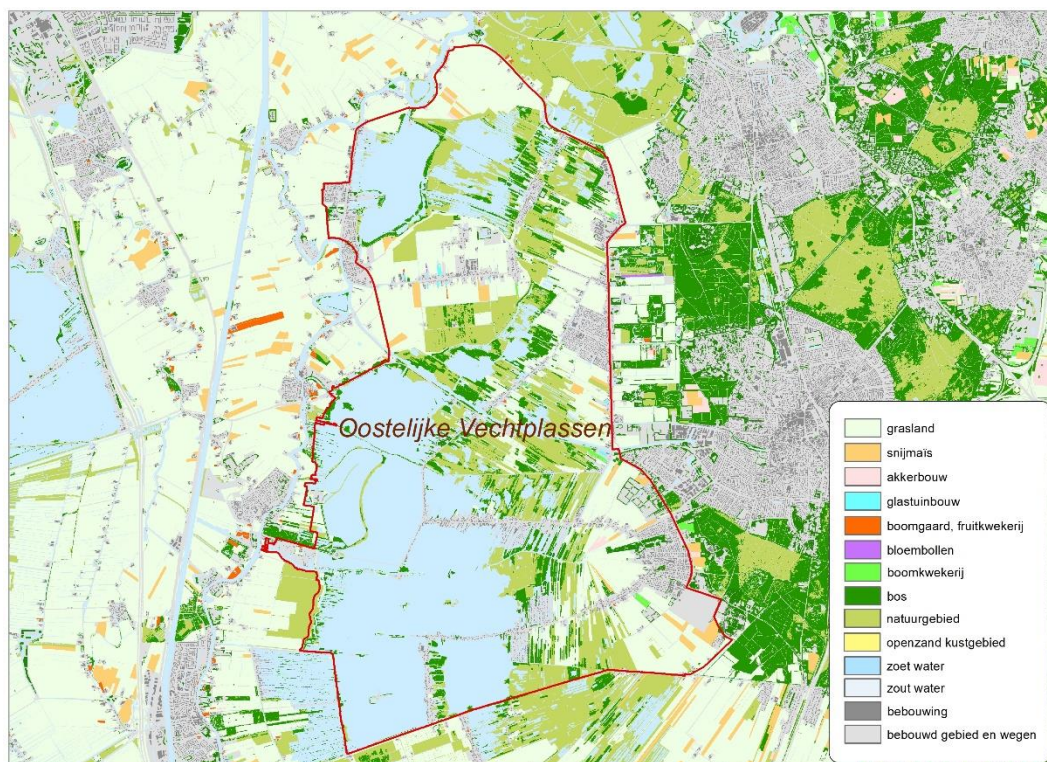 Oostelijke Vechtplassen
grasland
snijmaïs
akkerbouw
glastuinbouw
boomgaard, fruitkwekerij
bloembollen
boomkwekerij
bos
natuurgebied
openzand kustgebied
zoet water
zout water
bebouwing
bebouwd gebied en wegen